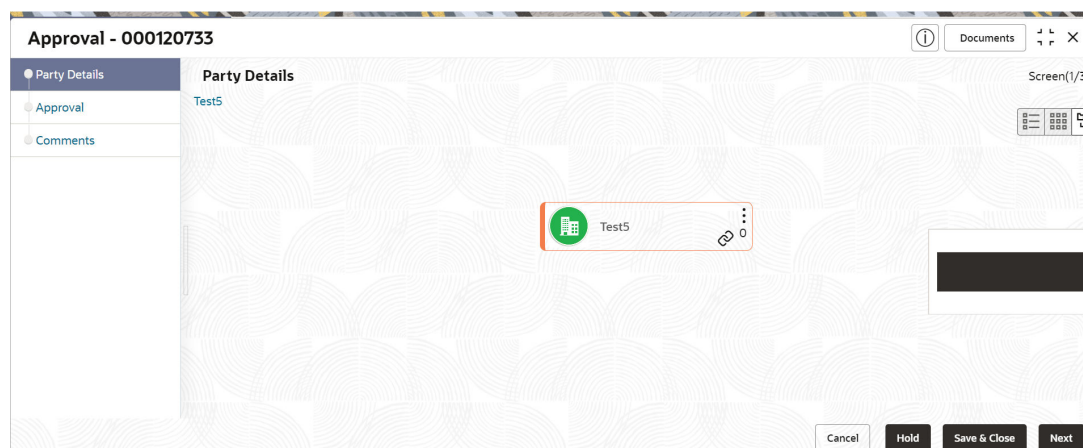 Approval - 000120733
Documents
Party Details
Approval
Comments
Party Details
Screen(1/3
Test5
Test5
0
Cancel
Hold
Save & Close
Next